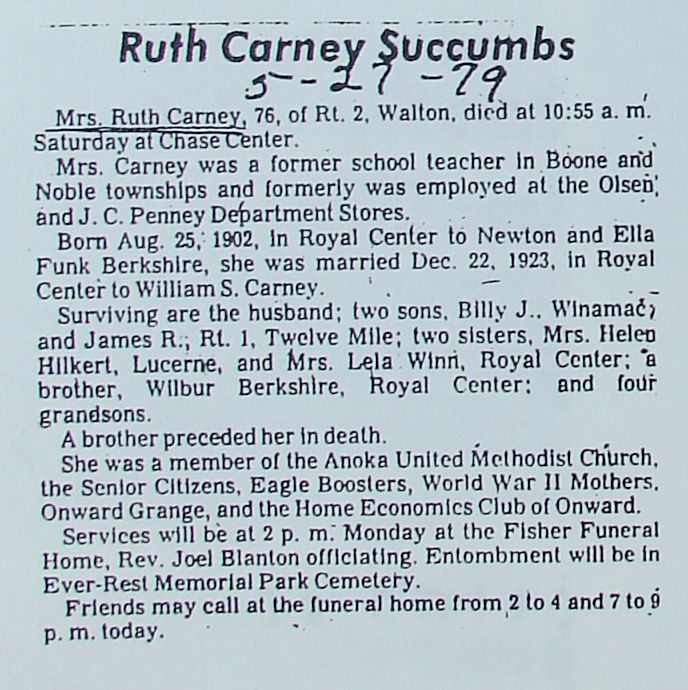 Ruth Carney Succumbs
5-27-79
Mrs. Ruth Carney, 76, of Rt. 2, Walton, died at 10:55 a. m.
Saturday at Chase Center.
Mrs. Carney was a former school teacher in Boone and
Noble townships and formerly was employed at the Olsen
and J. C. Penney Department Stores.
Born Aug. 25, 1902, in Royal Center to Newton and Ella
Funk Berkshire, she was married Dec. 22, 1923, in Royal
Center to William S. Carney.
Surviving are the husband; two sons, Billy J., Winamac,
and James R., Rt. 1, Twelve Mile; two sisters, Mrs. Helen
Hilkert, Lucerne, and Mrs. Lela Winn, Royal Center; a
brother, Wilbur Berkshire, Royal Center; and four
grandsons.
A brother preceded her in death.
She was a member of the Anoka United Methodist Church,
the Senior Citizens, Eagle Boosters, World War II Mothers,
Onward Grange, and the Home Economics Club of Onward.
Services will be at 2 p. m. Monday at the Fisher Funeral
Home, Rev. Joel Blanton officiating. Entombment will be in
Ever-Rest Memorial Park Cemetery.
Friends may call at the funeral home from 2 to 4 and 7 to 9
p. m. today.